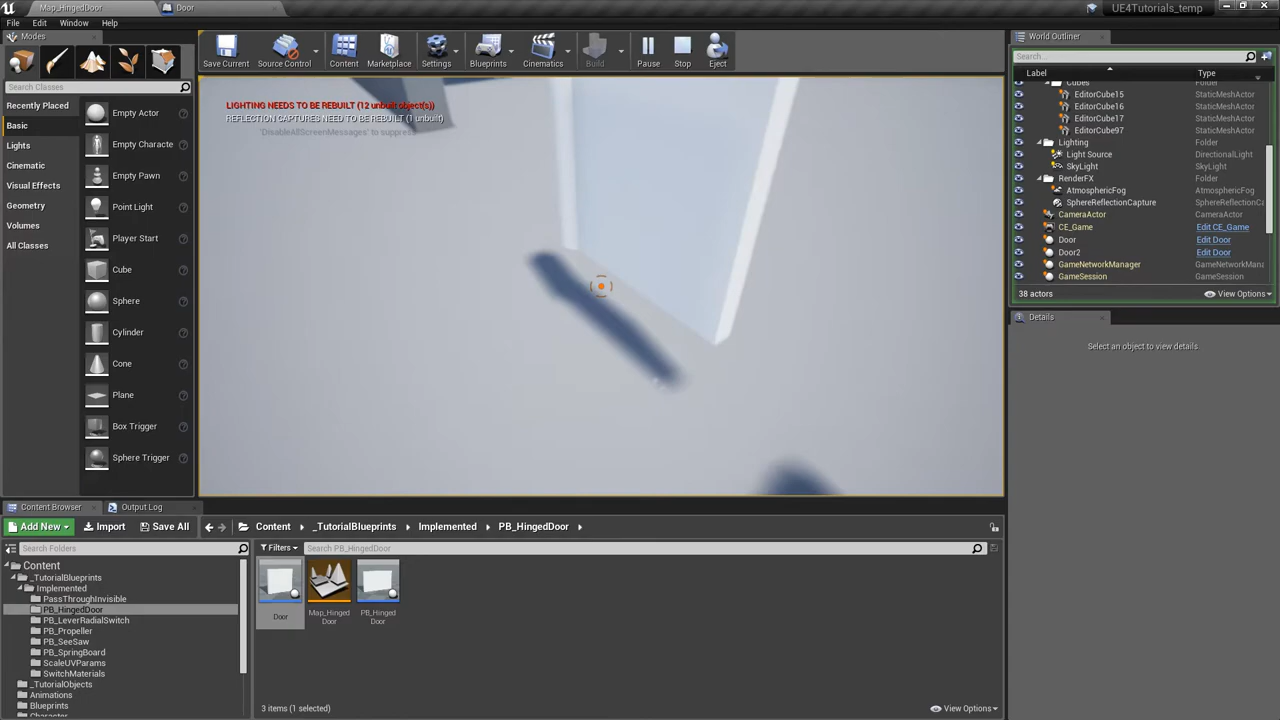 Map_HingedDoor
Door
UE4Tutorials_temp
File Edit Window Help
Modes
Search Classes
Recently Placed
Basic
Lights
Cinematic
Visual Effects
Geometry
Volumes
All Classes
Empty Actor
Empty Characte
Empty Pawn
Point Light
Player Start
Cube
Sphere
Cylinder
Cone
Plane
Box Trigger
Sphere Trigger
Save Current
Source Control
Content
Marketplace
Settings
Blueprints
Cinematics
Build
Pause
Stop
Eject
LIGHTING NEEDS TO BE REBUILT (12 unbuilt object(s))
REFLECTION CAPTURES NEED TO BE REBUILT (1 unbuilt)
'DisableAllScreenMessages' to suppress
World Outliner
Search...
Label Type
Cubes Folder
EditorCube15 StaticMeshActor
EditorCube16 StaticMeshActor
EditorCube17 StaticMeshActor
EditorCube97 StaticMeshActor
Lighting Folder
Light Source DirectionalLight
SkyLight SkyLight
RenderFX Folder
AtmosphericFog AtmosphericFog
SphereReflectionCapture SphereReflectionCa
CameraActor CameraActor
CE_Game Edit CE_Game
Door Edit Door
Door2 Edit Door
GameNetworkManager GameNetworkMana
GameSession GameSession
38 actors
View Options
Details
Select an object to view details.
Content Browser
Output Log
Add New
Import
Save All
Content
_TutorialBlueprints
Implemented
PB_HingedDoor
Search Folders
Filters
Search PB_HingedDoor
Content
_TutorialBlueprints
Implemented
PassThroughInvisible
PB_HingedDoor
PB_LeverRadialSwitch
PB_Propeller
PB_SeeSaw
PB_SpringBoard
ScaleUVParams
SwitchMaterials
_TutorialObjects
Animations
Blueprints
Character
Door
Map_Hinged
Door
PB_Hinged
Door
3 items (1 selected)
View Options